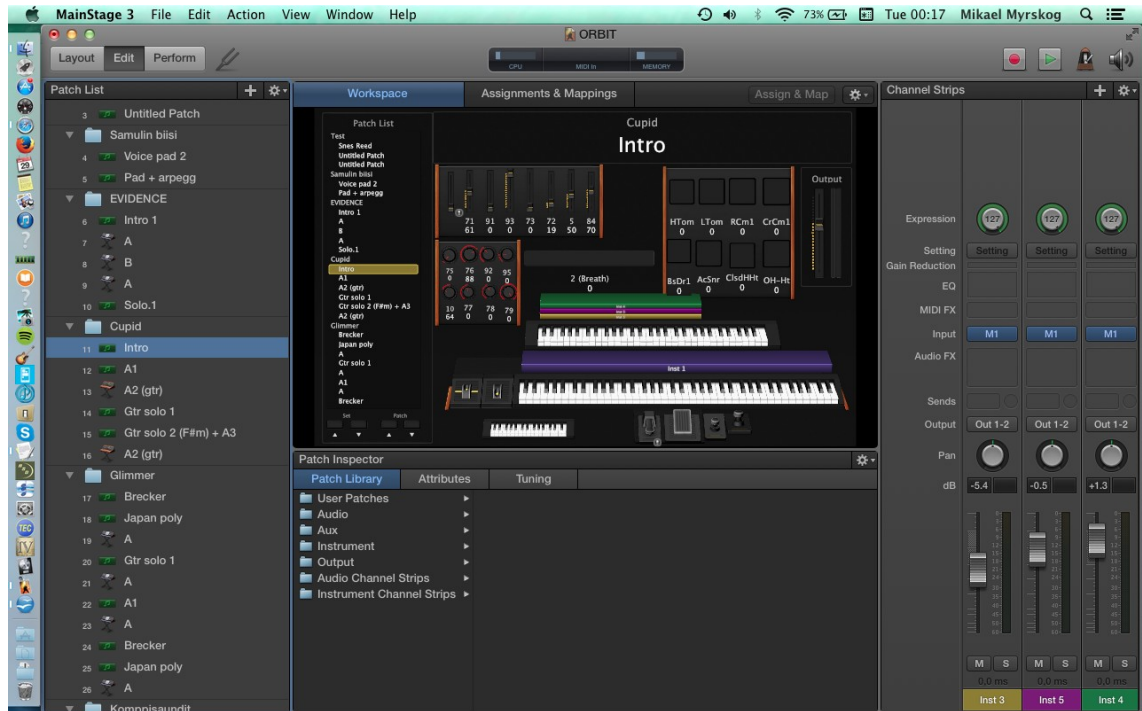 MainStage 3 File Edit Action View Window Help 73% Tue 00:17 Mikael Myrskog
ORBIT
Layout Edit Perform
CPU MIDI In MEMORY
Patch List
3 Untitled Patch
Samulin biisi
4 Voice pad 2
5 Pad + arpegg
EVIDENCE
6 Intro 1
7 A
8 B
9 A
10 Solo.1
Cupid
11 Intro
12 A1
13 A2 (gtr)
14 Gtr solo 1
15 Gtr solo 2 (F#m) + A3
16 A2 (gtr)
Glimmer
17 Brecker
18 Japan poly
19 A
20 Gtr solo 1
21 A
22 A1
23 A
24 Brecker
25 Japan poly
26 A
Komppisaundit
Workspace Assignments & Mappings Assign & Map
Patch List
Test
Snes Reed
Untitled Patch
Untitled Patch
Samulin biisi
Voice pad 2
Pad + arpegg
EVIDENCE
Intro 1
A
B
A
Solo.1
Cupid
Intro
A1
A2 (gtr)
Gtr solo 1
Gtr solo 2 (F#m) + A3
A2 (gtr)
Glimmer
Brecker
Japan poly
A
Gtr solo 1
A
A1
A
Brecker
Set Patch
Cupid
Intro
71 91 93 73 72 5 84
61 0 0 0 19 50 70
75 76 92 95
0 88 0 0
10 77 78 79
64 0 0 0
2 (Breath)
0
HTom LTom RCm1 CrCm1
0 0 0 0
BsDr1 AcSnr ClsdHHt OH-Ht
0 0 0 0
Output
Inst 4
Inst 5
Inst 3
Inst 1
Patch Inspector
Patch Library Attributes Tuning
User Patches
Audio
Aux
Instrument
Output
Audio Channel Strips
Instrument Channel Strips
Channel Strips
Expression 127 127 127
Setting Setting Setting Setting
Gain Reduction
EQ
MIDI FX
Input M1 M1 M1
Audio FX
Sends
Output Out 1-2 Out 1-2 Out 1-2
Pan
dB -5.4 -0.5 +1.3
M S M S M S
0,0 ms 0,0 ms 0,0 ms
Inst 3 Inst 5 Inst 4